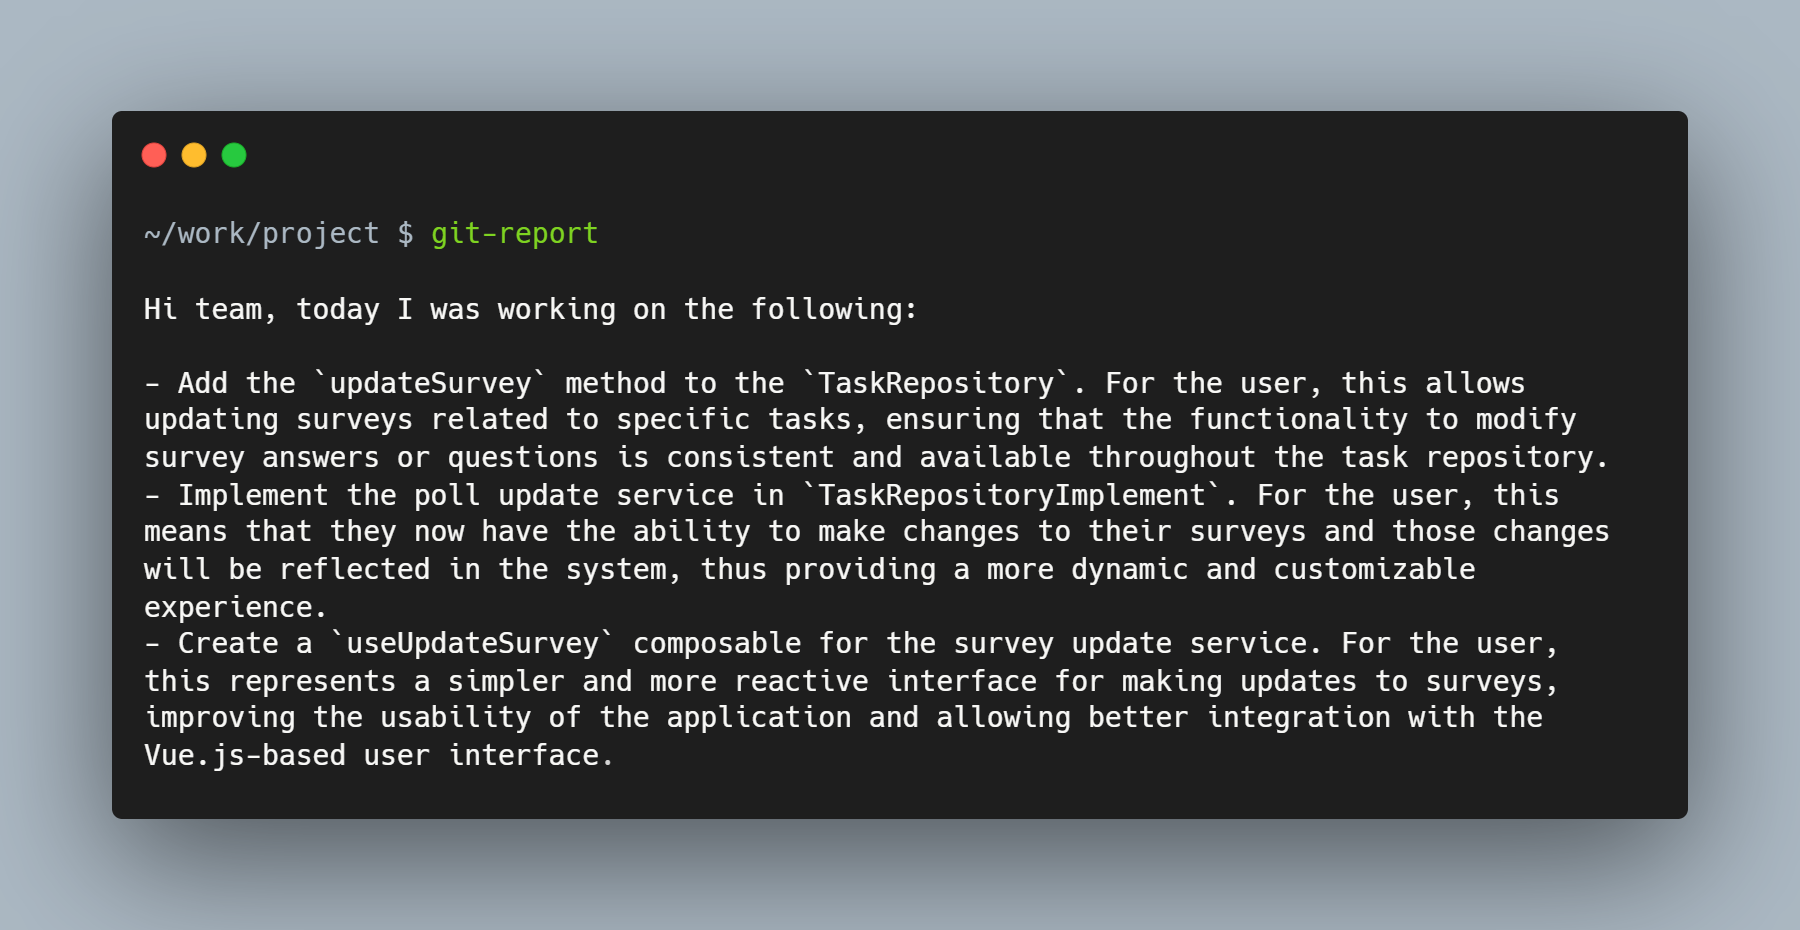 ~/work/project $ git-report
Hi team, today I was working on the following:
- Add the `updateSurvey` method to the `TaskRepository`. For the user, this allows
updating surveys related to specific tasks, ensuring that the functionality to modify
survey answers or questions is consistent and available throughout the task repository.
- Implement the poll update service in `TaskRepositoryImplement`. For the user, this
means that they now have the ability to make changes to their surveys and those changes
will be reflected in the system, thus providing a more dynamic and customizable
experience.
- Create a `useUpdateSurvey` composable for the survey update service. For the user,
this represents a simpler and more reactive interface for making updates to surveys,
improving the usability of the application and allowing better integration with the
Vue.js-based user interface.